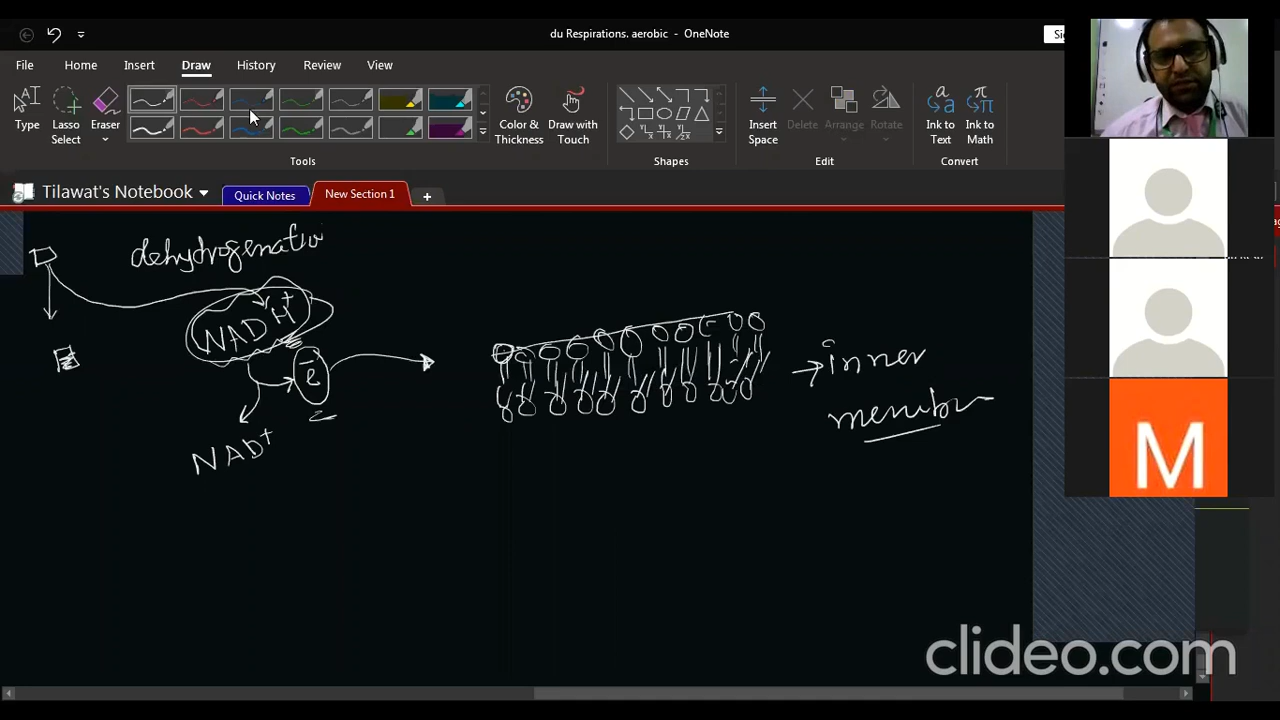 du Respirations. aerobic - OneNote
File Home Insert Draw History Review View
Type
Lasso Select
Eraser
Color & Thickness
Draw with Touch
Insert Space
Delete
Arrange
Rotate
Ink to Text
Ink to Math
Tools
Shapes
Edit
Convert
Tilawat's Notebook
Quick Notes
New Section 1
dehydrogenatio
NADH+
e-
NAD+
inner
M
clideo.com